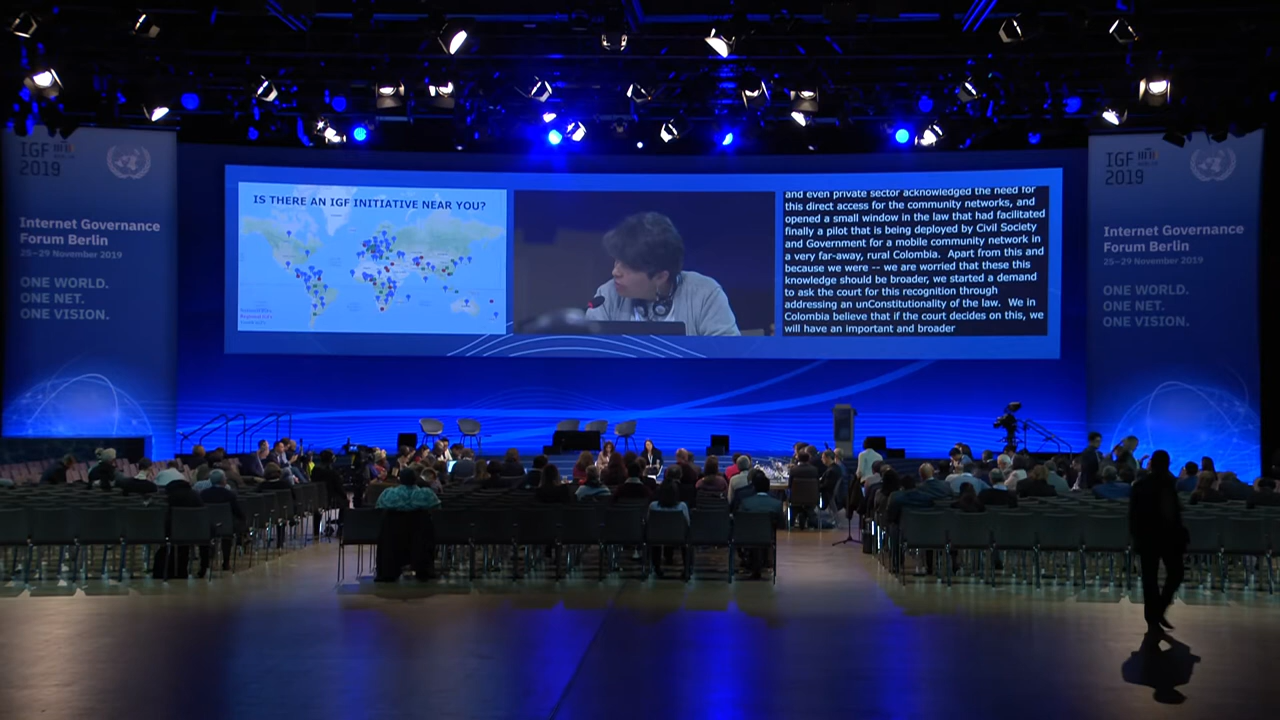 IGF
2019
Internet Governance
Forum Berlin
25–29 November 2019
ONE WORLD.
ONE NET.
ONE VISION.
IS THERE AN IGF INITIATIVE NEAR YOU?
and even private sector acknowledged the need for
this direct access for the community networks, and
opened a small window in the law that had facilitated
finally a pilot that is being deployed by Civil Society
and Government for a mobile community network in
a very far-away, rural Colombia. Apart from this and
because we were -- we are worried that these this
knowledge should be broader, we started a demand
to ask the court for this recognition through
addressing an unConstitutionality of the law. We in
Colombia believe that if the court decides on this, we
will have an important and broader
IGF
2019
Internet Governance
Forum Berlin
25–29 November 2019
ONE WORLD.
ONE NET.
ONE VISION.